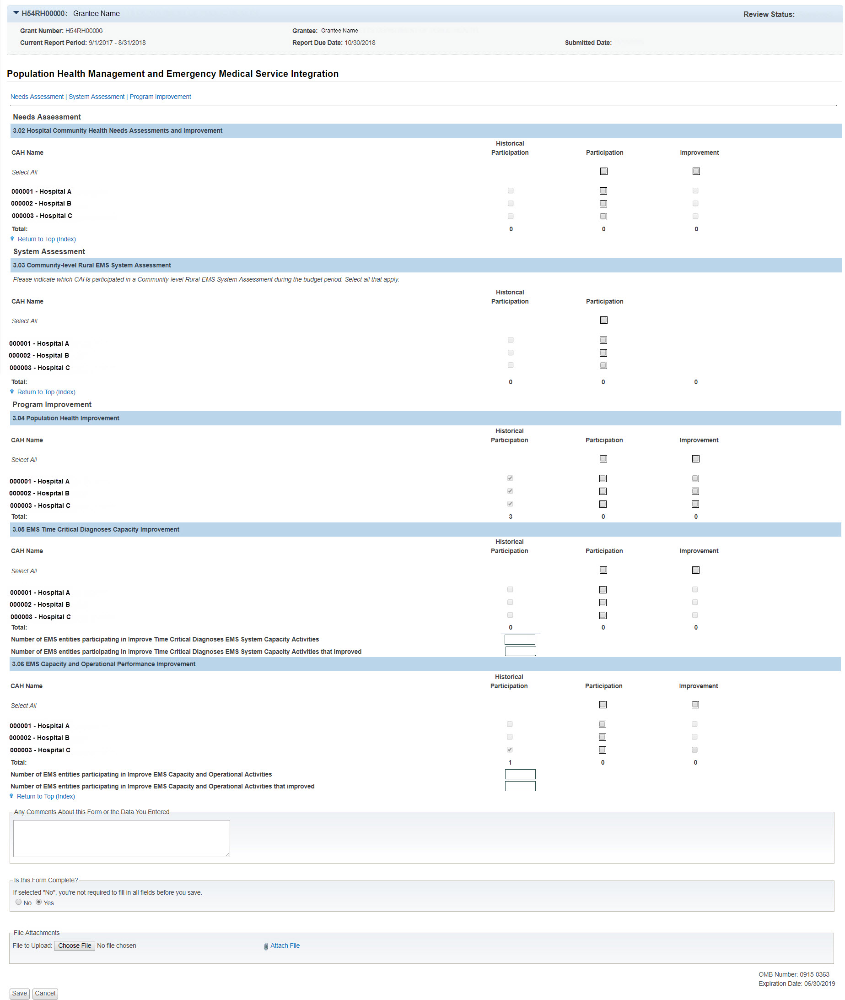 H54RH00000: Grantee Name Review Status:
Grant Number: H54RH00000 Grantee: Grantee Name
Current Report Period: 9/1/2017 - 8/31/2018 Report Due Date: 10/30/2018 Submitted Date:
Population Health Management and Emergency Medical Service Integration
Needs Assessment | System Assessment | Program Improvement
Needs Assessment
3.02 Hospital Community Health Needs Assessments and Improvement
Historical
CAH Name Participation Participation Improvement
Select All
000001 - Hospital A
000002 - Hospital B
000003 - Hospital C
Total: 0 0 0
Return to Top (Index)
System Assessment
3.03 Community-level Rural EMS System Assessment
Please indicate which CAHs participated in a Community-level Rural EMS System Assessment during the budget period. Select all that apply.
Historical
CAH Name Participation Participation
Select All
000001 - Hospital A
000002 - Hospital B
000003 - Hospital C
Total: 0 0 0
Return to Top (Index)
Program Improvement
3.04 Population Health Improvement
Historical
CAH Name Participation Participation Improvement
Select All
000001 - Hospital A
000002 - Hospital B
000003 - Hospital C
Total: 3 0 0
3.05 EMS Time Critical Diagnoses Capacity Improvement
Historical
CAH Name Participation Participation Improvement
Select All
000001 - Hospital A
000002 - Hospital B
000003 - Hospital C
Total: 0 0 0
Number of EMS entities participating in Improve Time Critical Diagnoses EMS System Capacity Activities
Number of EMS entities participating in Improve Time Critical Diagnoses EMS System Capacity Activities that improved
3.06 EMS Capacity and Operational Performance Improvement
Historical
CAH Name Participation Participation Improvement
Select All
000001 - Hospital A
000002 - Hospital B
000003 - Hospital C
Total: 1 0 0
Number of EMS entities participating in Improve EMS Capacity and Operational Activities
Number of EMS entities participating in Improve EMS Capacity and Operational Activities that improved
Return to Top (Index)
Any Comments About this Form or the Data You Entered
Is this Form Complete?
If selected "No", you're not required to fill in all fields before you save.
No Yes
File Attachments
File to Upload: Choose File No file chosen Attach File
OMB Number: 0915-0363
Expiration Date: 06/30/2019
Save Cancel